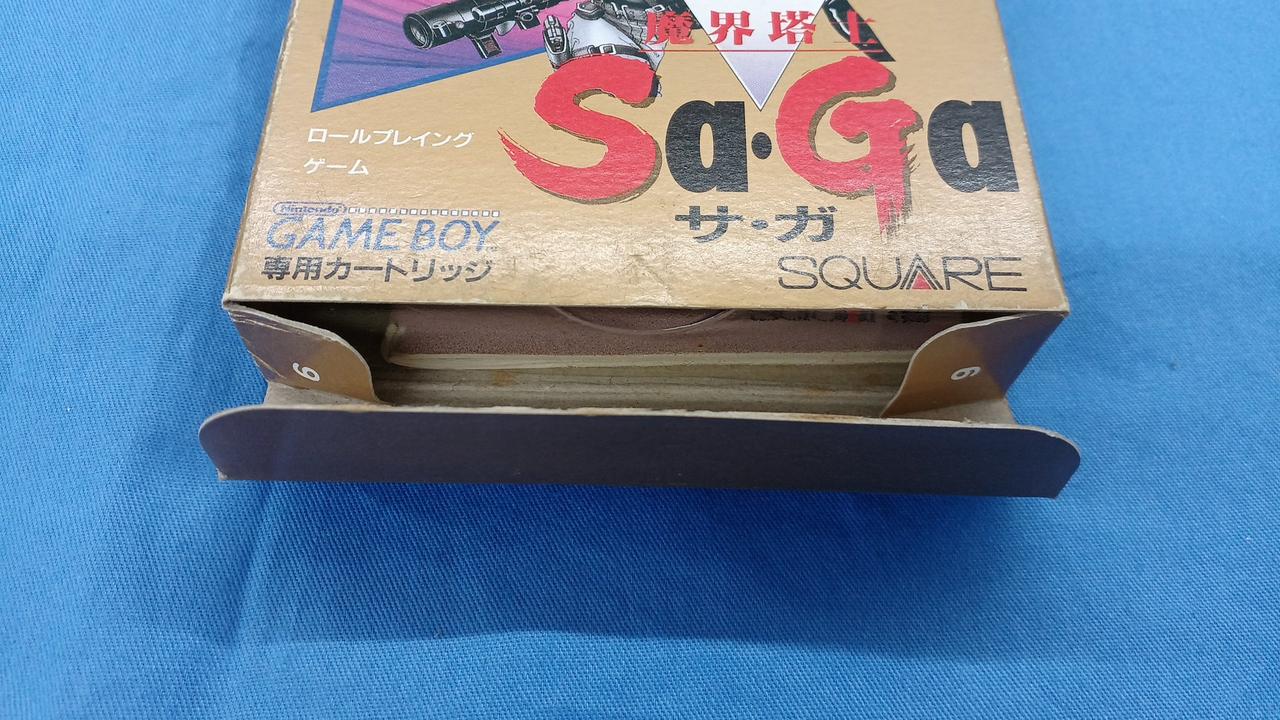 魔界塔士
Sa・Ga
サ・ガ
ロールプレイング
ゲーム
Nintendo
GAME BOY
専用カートリッジ
SQUARE
9
6